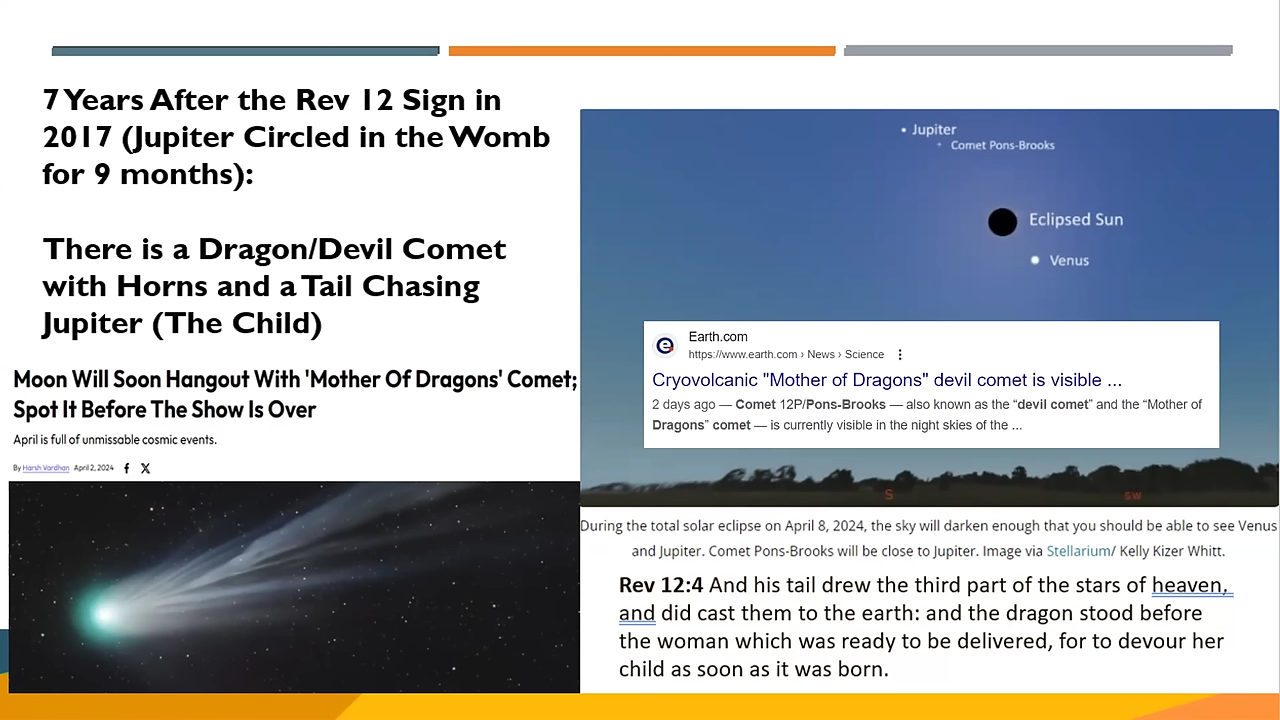 7 Years After the Rev 12 Sign in
2017 (Jupiter Circled in the Womb
for 9 months):
There is a Dragon/Devil Comet
with Horns and a Tail Chasing
Jupiter (The Child)
Moon Will Soon Hangout With 'Mother Of Dragons' Comet;
Spot It Before The Show Is Over
April is full of unmissable cosmic events.
By Harsh Vardhan April 2, 2024
Jupiter
Comet Pons-Brooks
Eclipsed Sun
Venus
Earth.com
https://www.earth.com › News › Science
Cryovolcanic "Mother of Dragons" devil comet is visible ...
2 days ago — Comet 12P/Pons-Brooks — also known as the “devil comet” and the “Mother of
Dragons” comet — is currently visible in the night skies of the ...
S
SW
During the total solar eclipse on April 8, 2024, the sky will darken enough that you should be able to see Venus
and Jupiter. Comet Pons-Brooks will be close to Jupiter. Image via Stellarium/ Kelly Kizer Whitt.
Rev 12:4 And his tail drew the third part of the stars of heaven,
and did cast them to the earth: and the dragon stood before
the woman which was ready to be delivered, for to devour her
child as soon as it was born.